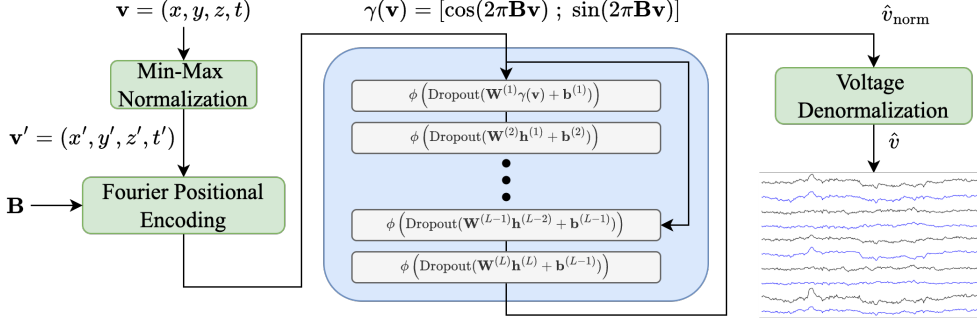 𝐯 = (x, y, z, t)
Min-Max
Normalization
𝐯′ = (x′, y′, z′, t′)
𝐁
Fourier Positional
Encoding
γ(𝐯) = [cos(2π𝐁𝐯) ; sin(2π𝐁𝐯)]
ϕ(Dropout(𝐖⁽¹⁾γ(𝐯) + 𝐛⁽¹⁾))
ϕ(Dropout(𝐖⁽²⁾𝐡⁽¹⁾ + 𝐛⁽²⁾))
ϕ(Dropout(𝐖⁽ᴸ⁻¹⁾𝐡⁽ᴸ⁻²⁾ + 𝐛⁽ᴸ⁻¹⁾))
ϕ(Dropout(𝐖⁽ᴸ⁾𝐡⁽ᴸ⁾ + 𝐛⁽ᴸ⁻¹⁾))
v̂_norm
Voltage
Denormalization
v̂